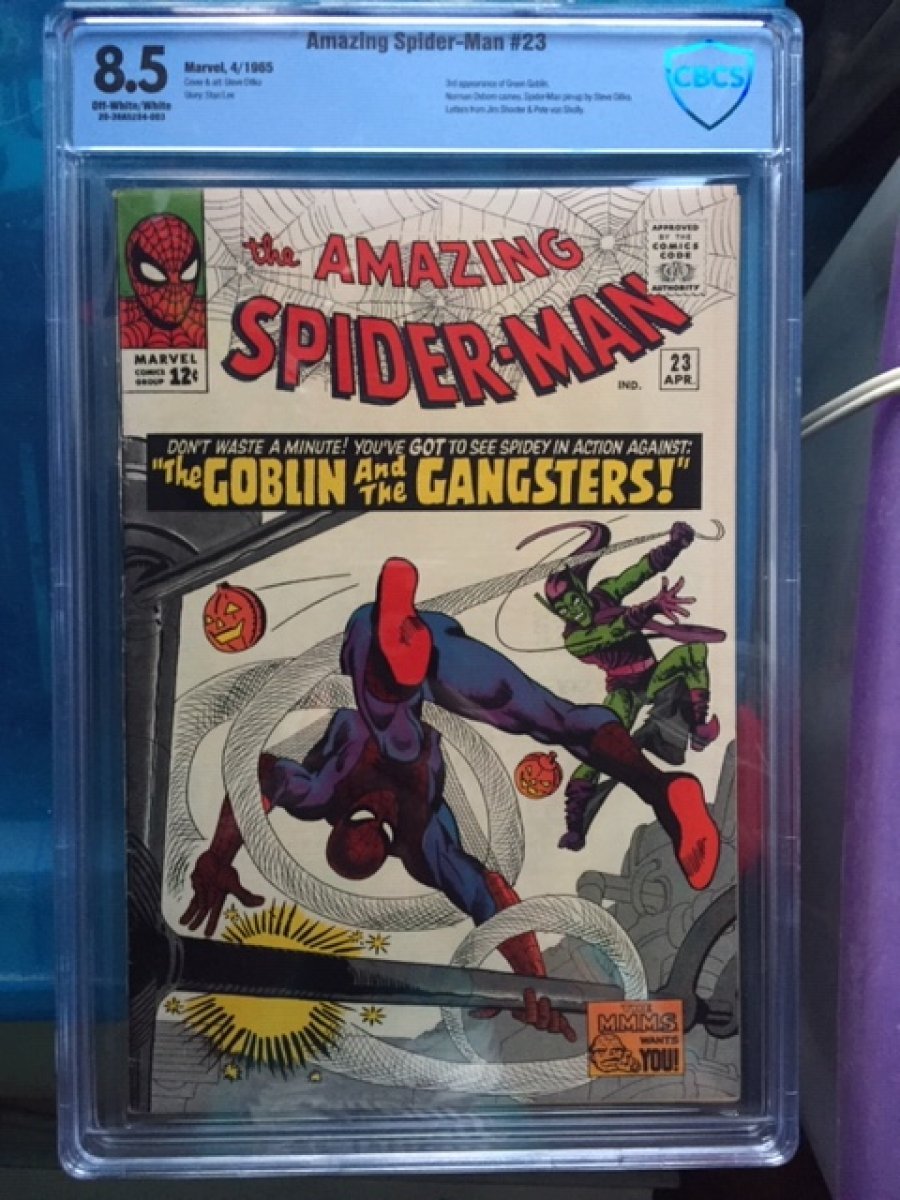 Amazing Spider-Man #23
8.5
Off-White/White
Marvel, 4/1965
Cover & art: Steve Ditko
Story: Stan Lee
3rd appearance of Green Goblin.
Norman Osborn cameo, Spider-Man pin-up by Steve Ditko.
Letters from Jim Shooter & Pete von Sholly.
CBCS
the AMAZING
SPIDER-MAN
APPROVED
BY THE
COMICS
CODE
AUTHORITY
MARVEL
COMICS
GROUP 12¢
IND.
23
APR.
DON'T WASTE A MINUTE! YOU'VE GOT TO SEE SPIDEY IN ACTION AGAINST:
"The GOBLIN And The GANGSTERS!"
THE
MMMS
WANTS
YOU!